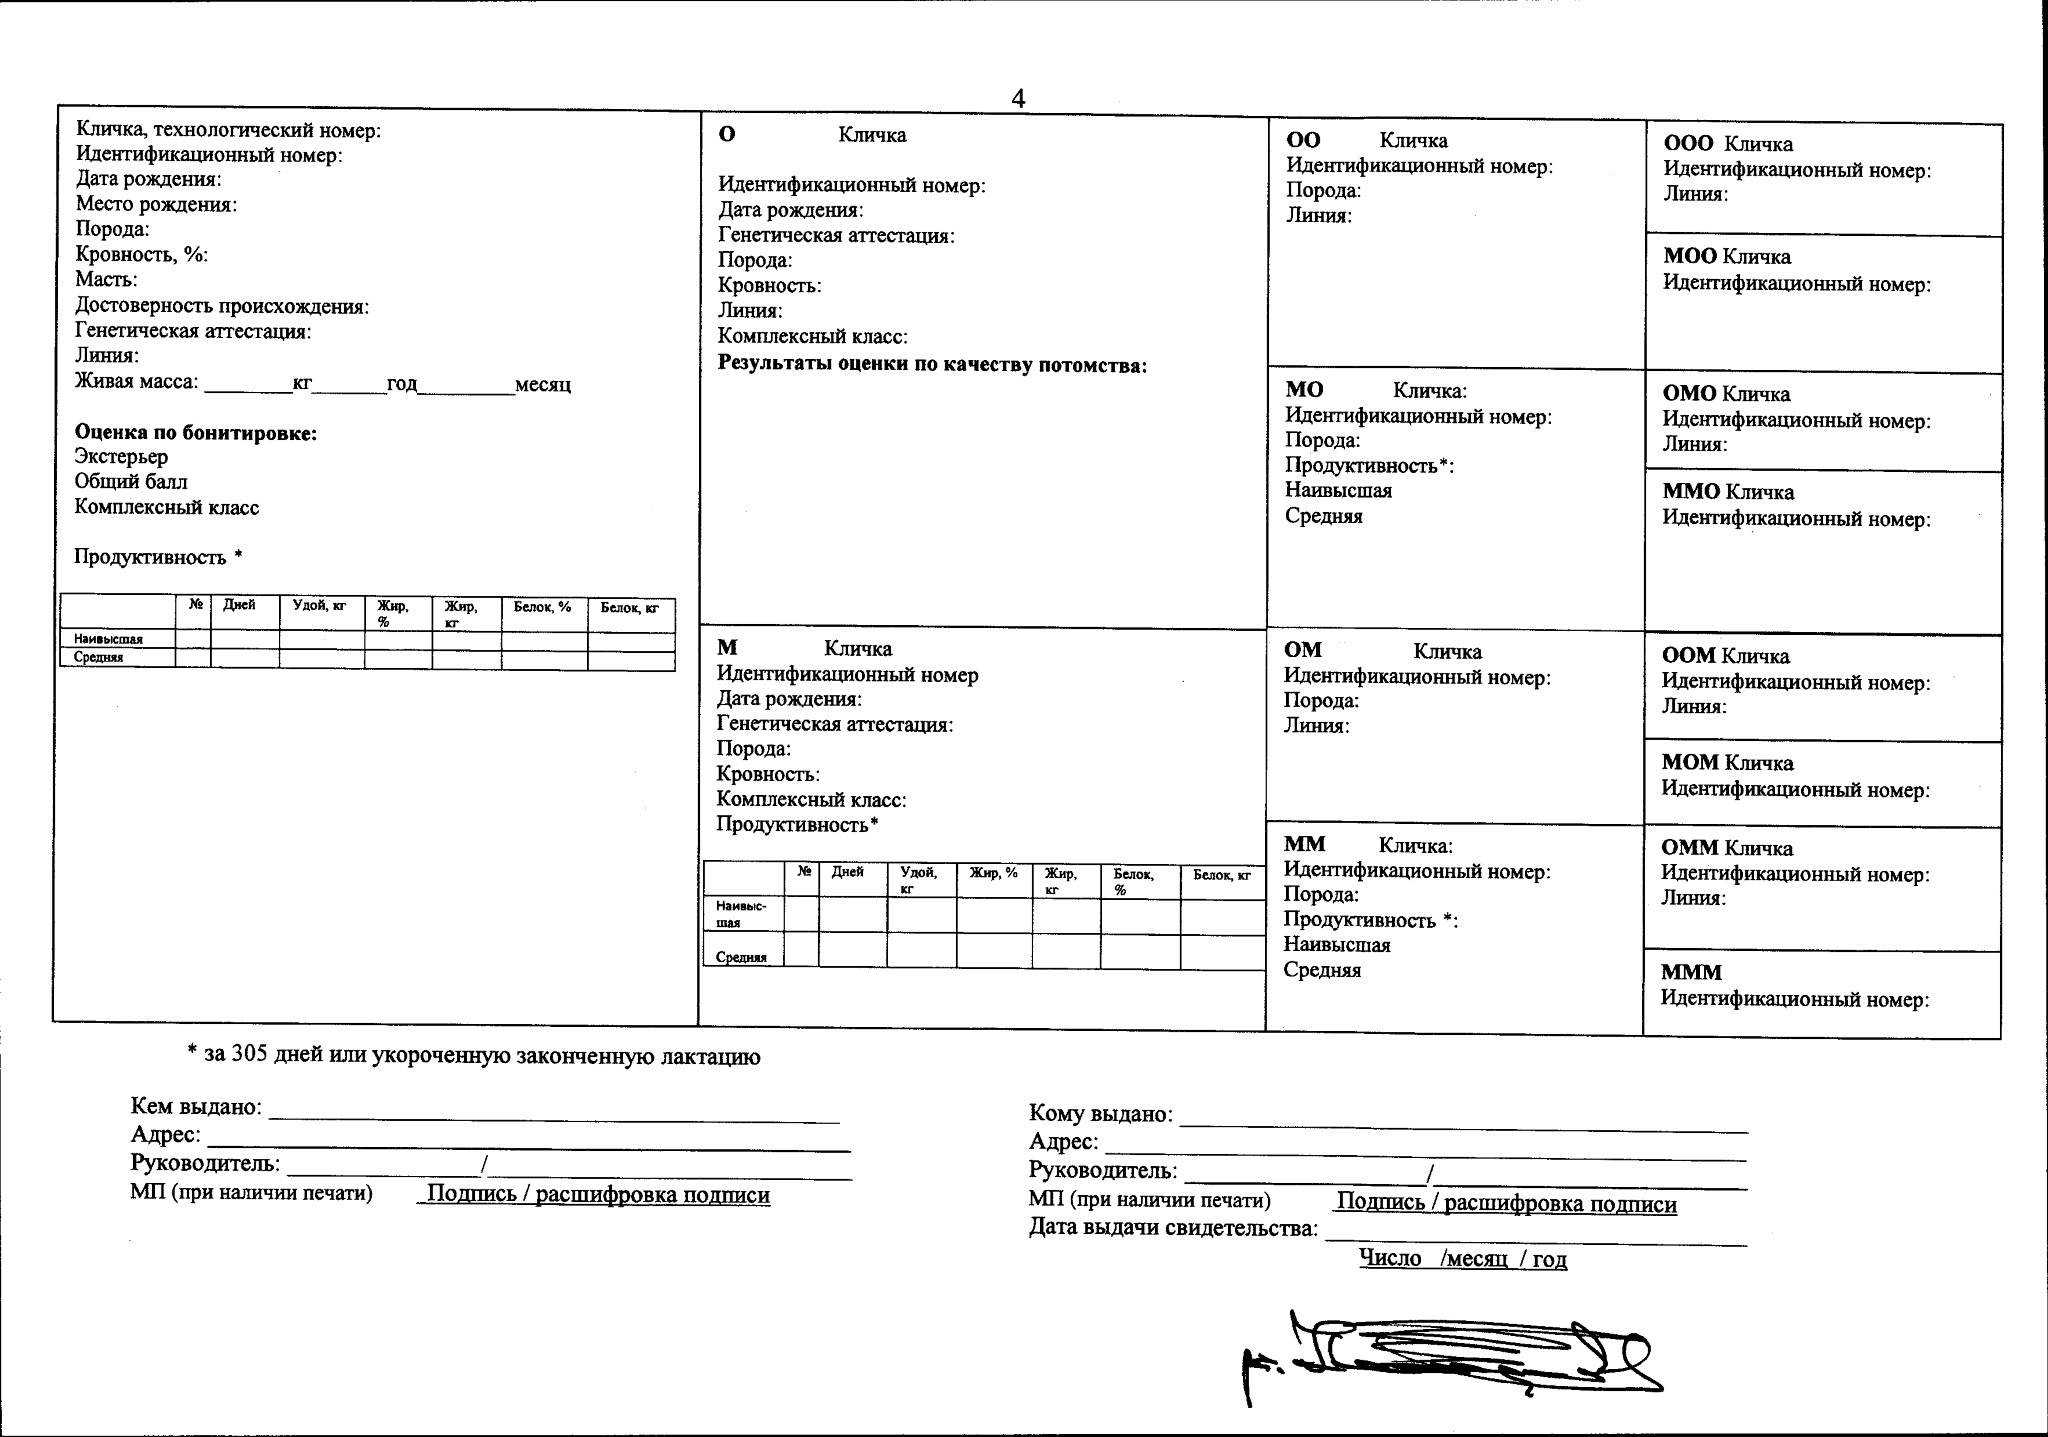 4
Кличка, технологический номер:
Идентификационный номер:
Дата рождения:
Место рождения:
Порода:
Кровность, %:
Масть:
Достоверность происхождения:
Генетическая аттестация:
Линия:
Живая масса: ________кг_______год_________месяц
Оценка по бонитировке:
Экстерьер
Общий балл
Комплексный класс
Продуктивность *
№ Дней Удой, кг Жир, % Жир, кг Белок, % Белок, кг
Наивысшая
Средняя
О Кличка
Идентификационный номер:
Дата рождения:
Генетическая аттестация:
Порода:
Кровность:
Линия:
Комплексный класс:
Результаты оценки по качеству потомства:
М Кличка
Идентификационный номер
Дата рождения:
Генетическая аттестация:
Порода:
Кровность:
Комплексный класс:
Продуктивность*
№ Дней Удой, кг Жир, % Жир, кг Белок, % Белок, кг
Наивыс-
шая
Средняя
ОО Кличка
Идентификационный номер:
Порода:
Линия:
МО Кличка:
Идентификационный номер:
Порода:
Продуктивность*:
Наивысшая
Средняя
ОМ Кличка
Идентификационный номер:
Порода:
Линия:
ММ Кличка:
Идентификационный номер:
Порода:
Продуктивность *:
Наивысшая
Средняя
ООО Кличка
Идентификационный номер:
Линия:
МОО Кличка
Идентификационный номер:
ОМО Кличка
Идентификационный номер:
Линия:
ММО Кличка
Идентификационный номер:
ООМ Кличка
Идентификационный номер:
Линия:
МОМ Кличка
Идентификационный номер:
ОММ Кличка
Идентификационный номер:
Линия:
МММ
Идентификационный номер:
* за 305 дней или укороченную законченную лактацию
Кем выдано:
Адрес:
Руководитель: /
МП (при наличии печати) Подпись / расшифровка подписи
Кому выдано:
Адрес:
Руководитель: /
МП (при наличии печати) Подпись / расшифровка подписи
Дата выдачи свидетельства:
Число /месяц / год